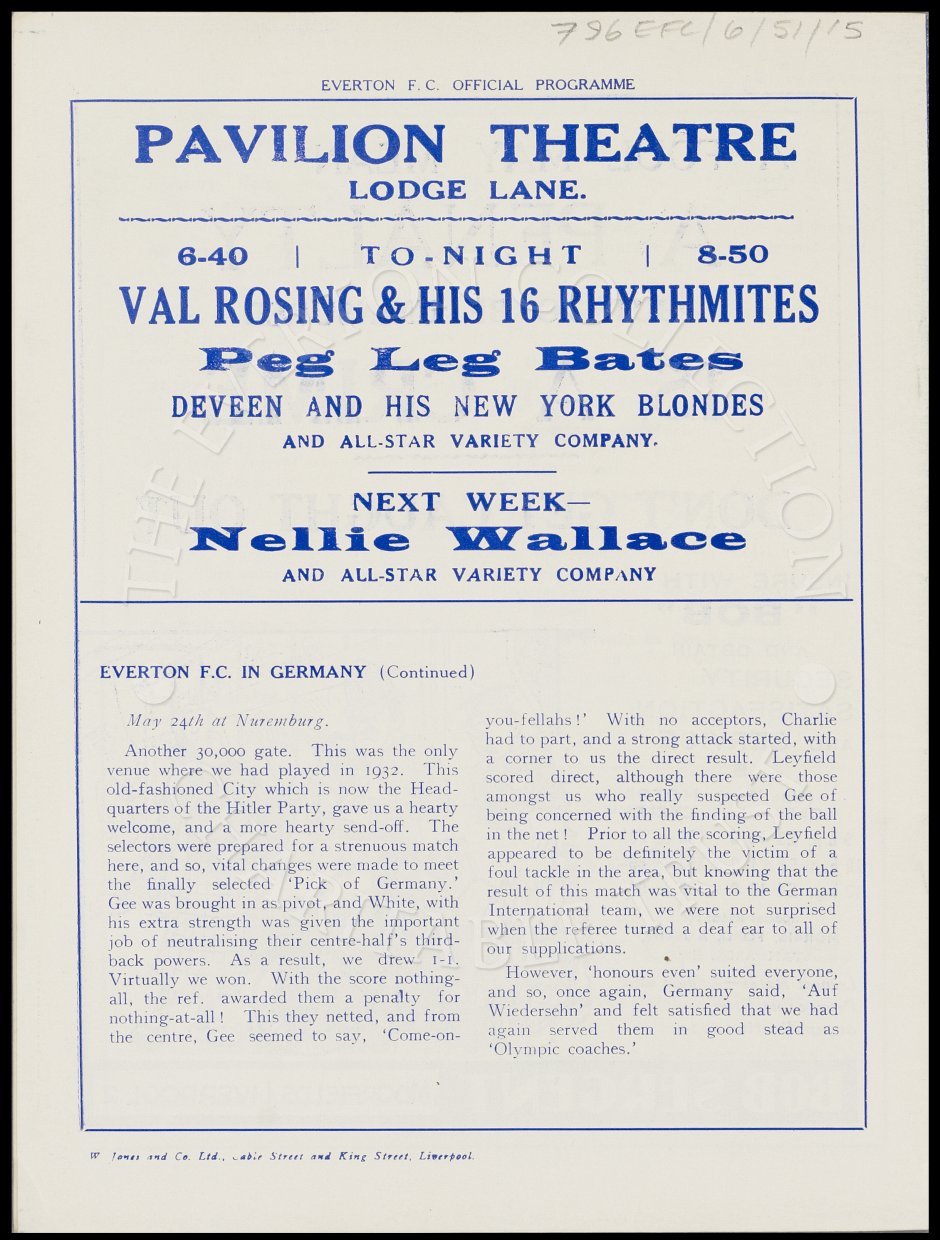 796 EFC/6/51/15
EVERTON F. C. OFFICIAL PROGRAMME
PAVILION THEATRE
LODGE LANE.
6-40 | TO-NIGHT | 8-50
VAL ROSING & HIS 16 RHYTHMITES
Peg Leg Bates
DEVEEN AND HIS NEW YORK BLONDES
AND ALL-STAR VARIETY COMPANY.
NEXT WEEK—
Nellie Wallace
AND ALL-STAR VARIETY COMPANY
EVERTON F.C. IN GERMANY (Continued)
May 24th at Nuremburg.
Another 30,000 gate. This was the only
venue where we had played in 1932. This
old-fashioned City which is now the Head-
quarters of the Hitler Party, gave us a hearty
welcome, and a more hearty send-off. The
selectors were prepared for a strenuous match
here, and so, vital changes were made to meet
the finally selected 'Pick of Germany.'
Gee was brought in as pivot, and White, with
his extra strength was given the important
job of neutralising their centre-half's third-
back powers. As a result, we drew 1-1.
Virtually we won. With the score nothing-
all, the ref. awarded them a penalty for
nothing-at-all! This they netted, and from
the centre, Gee seemed to say, 'Come-on-
you-fellahs!' With no acceptors, Charlie
had to part, and a strong attack started, with
a corner to us the direct result. Leyfield
scored direct, although there were those
amongst us who really suspected Gee of
being concerned with the finding of the ball
in the net! Prior to all the scoring, Leyfield
appeared to be definitely the victim of a
foul tackle in the area, but knowing that the
result of this match was vital to the German
International team, we were not surprised
when the referee turned a deaf ear to all of
our supplications.
However, 'honours even' suited everyone,
and so, once again, Germany said, 'Auf
Wiedersehn' and felt satisfied that we had
again served them in good stead as
'Olympic coaches.'
W Jones and Co. Ltd., Cable Street and King Street, Liverpool.
THE EVERTON COLLECTION
CHARITABLE TRUST